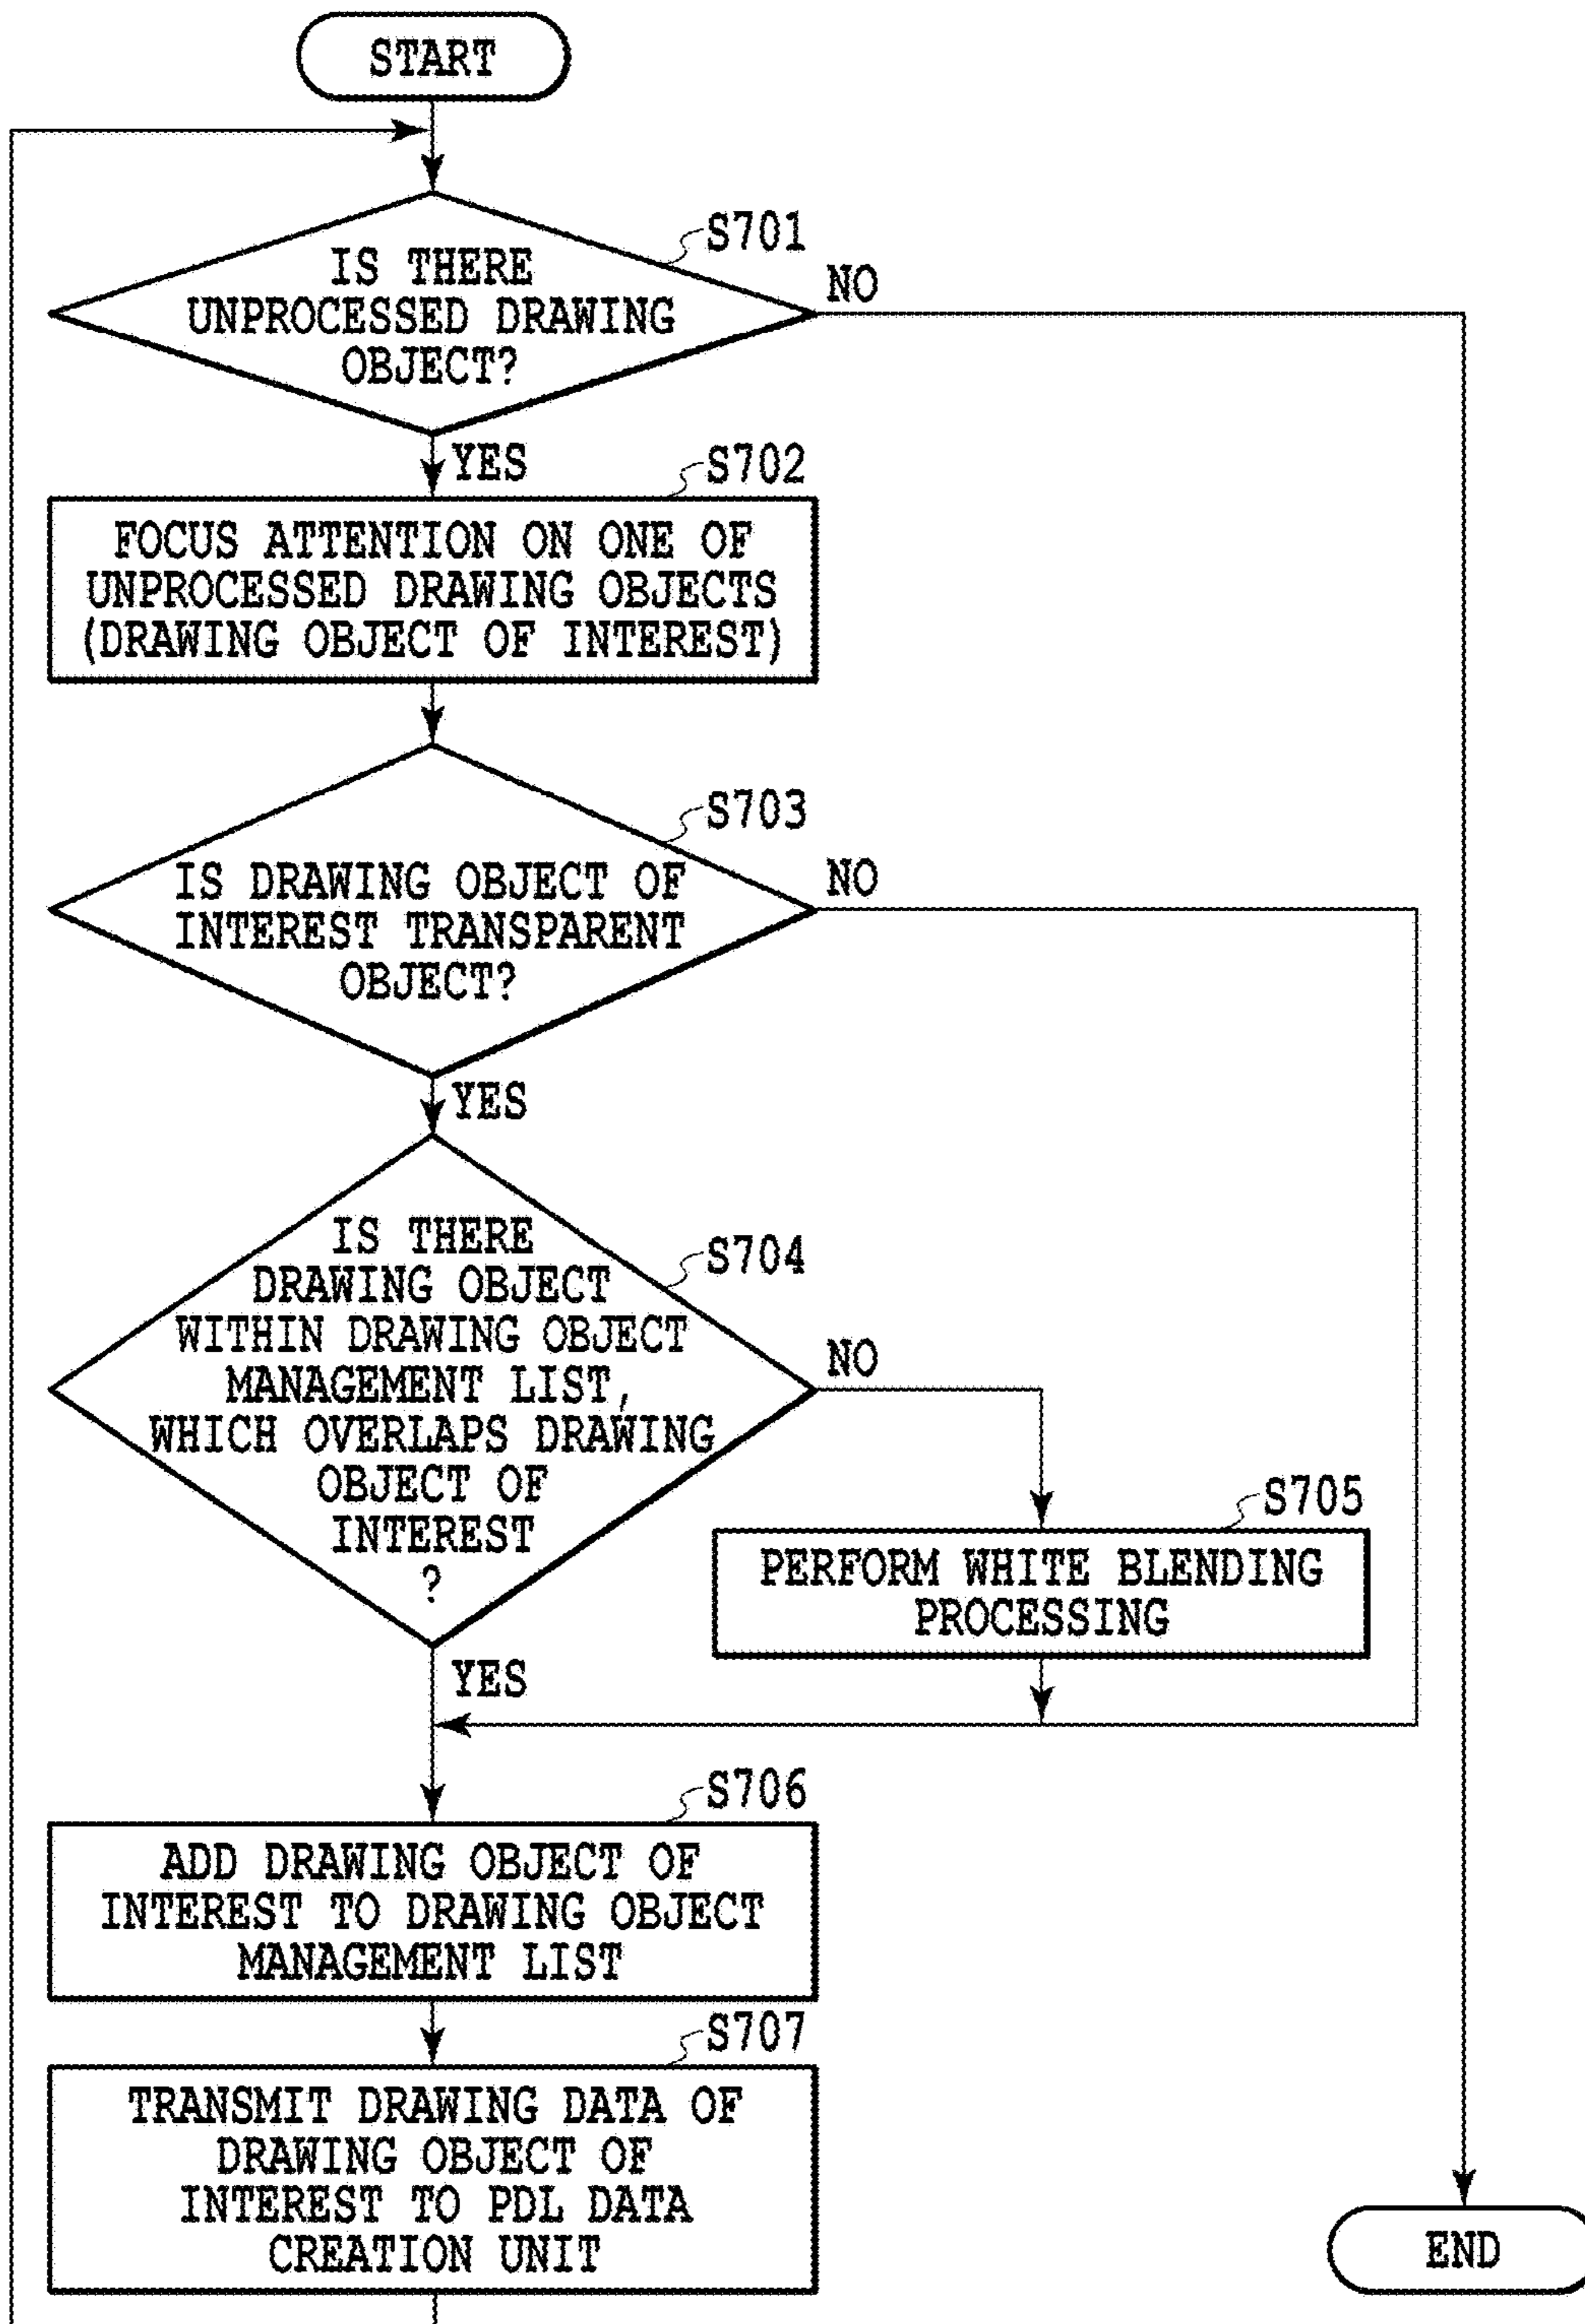 START
S701
IS THERE
UNPROCESSED DRAWING
OBJECT?
NO
YES
S702
FOCUS ATTENTION ON ONE OF
UNPROCESSED DRAWING OBJECTS
(DRAWING OBJECT OF INTEREST)
S703
IS DRAWING OBJECT OF
INTEREST TRANSPARENT
OBJECT?
NO
YES
S704
IS THERE
DRAWING OBJECT
WITHIN DRAWING OBJECT
MANAGEMENT LIST,
WHICH OVERLAPS DRAWING
OBJECT OF
INTEREST
?
NO
S705
PERFORM WHITE BLENDING
PROCESSING
YES
S706
ADD DRAWING OBJECT OF
INTEREST TO DRAWING OBJECT
MANAGEMENT LIST
S707
TRANSMIT DRAWING DATA OF
DRAWING OBJECT OF
INTEREST TO PDL DATA
CREATION UNIT
END